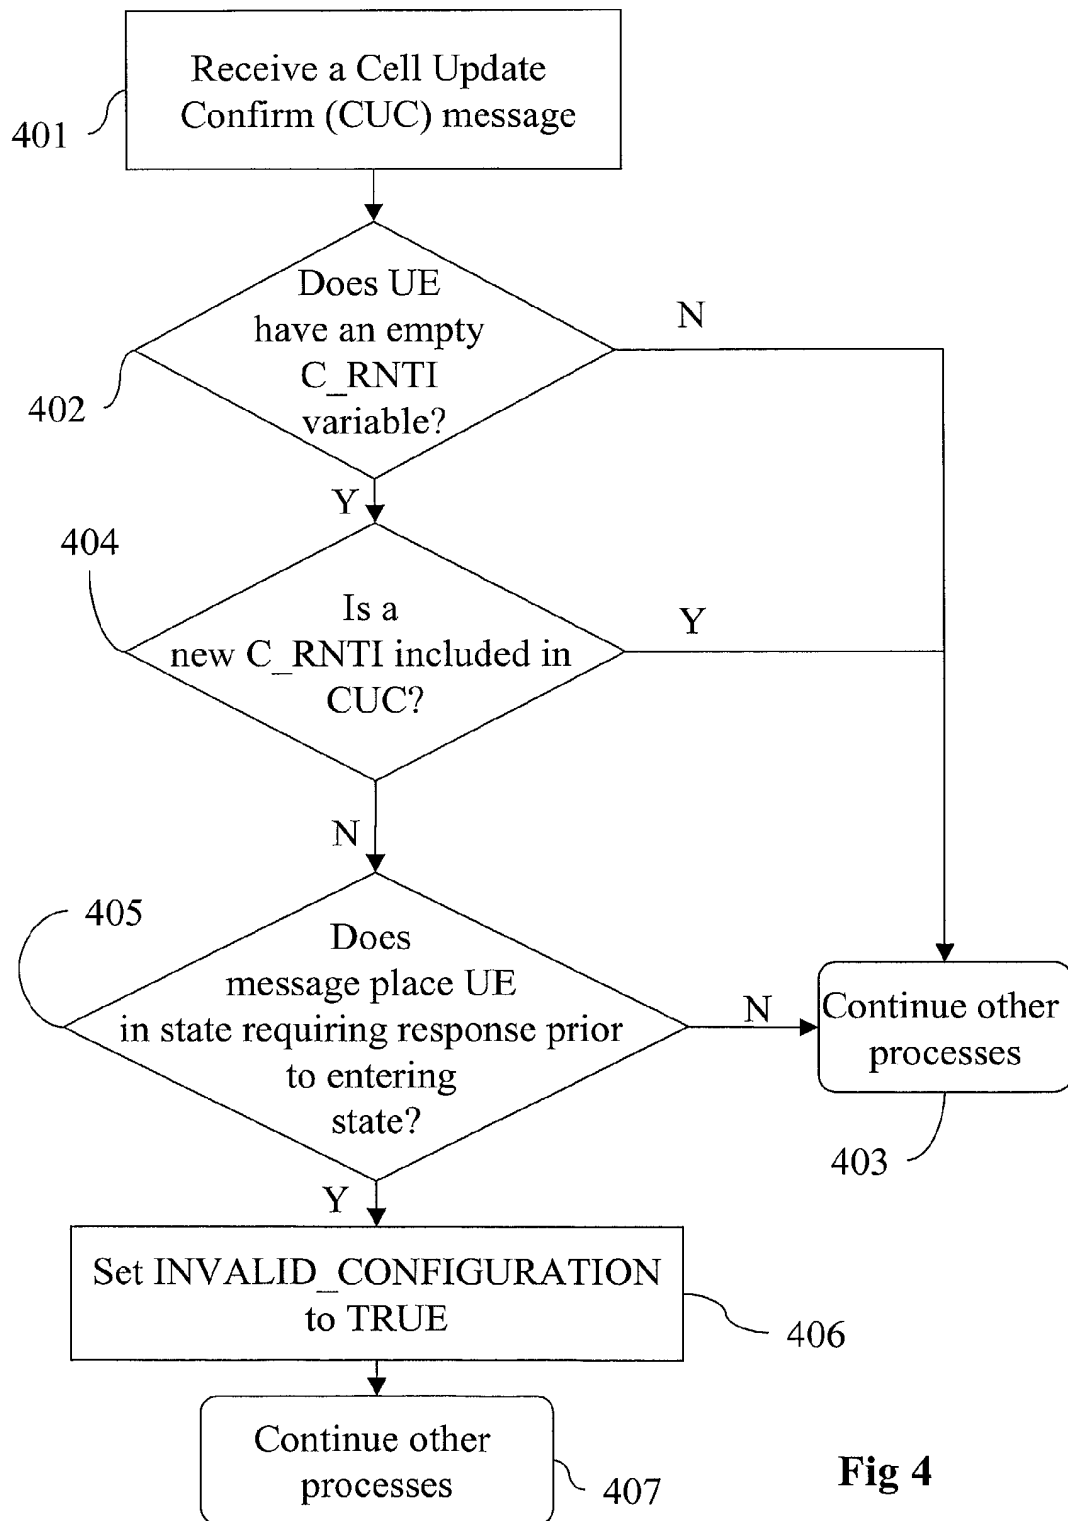 Receive a Cell Update
Confirm (CUC) message
401
Does UE
have an empty
C_RNTI
variable?
N
402
Y
404
Is a
new C_RNTI included in
CUC?
Y
N
405
Does
message place UE
in state requiring response prior
to entering
state?
N
Continue other
processes
403
Y
Set INVALID_CONFIGURATION
to TRUE
406
Continue other
processes
407
Fig 4